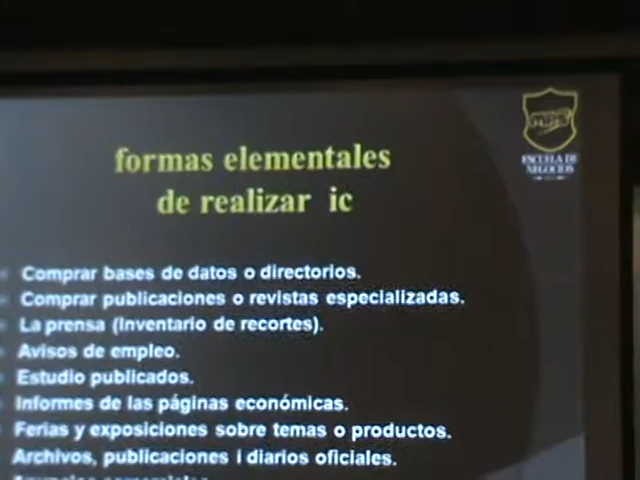 formas elementales
de realizar ic
ESCUELA DE
NEGOCIOS
Comprar bases de datos o directorios.
Comprar publicaciones o revistas especializadas.
La prensa (Inventario de recortes).
Avisos de empleo.
Estudio publicados.
Informes de las páginas económicas.
Ferias y exposiciones sobre temas o productos.
Archivos, publicaciones i diarios oficiales.